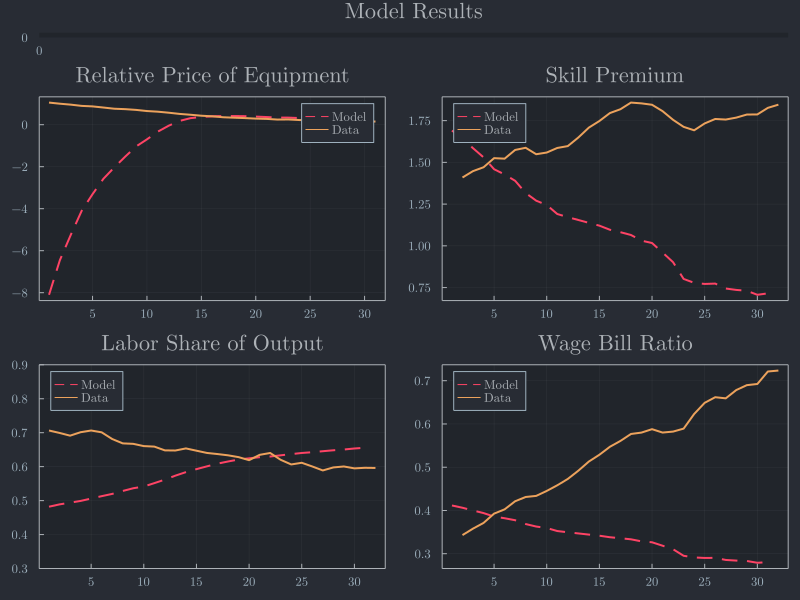 Model Results
0
0
Relative Price of Equipment
Model
Data
0
−2
−4
−6
−8
5 10 15 20 25 30
Skill Premium
Model
Data
1.75
1.50
1.25
1.00
0.75
5 10 15 20 25 30
Labor Share of Output
0.9
Model
Data
0.8
0.7
0.6
0.5
0.4
0.3
5 10 15 20 25 30
Wage Bill Ratio
Model
Data
0.7
0.6
0.5
0.4
0.3
5 10 15 20 25 30